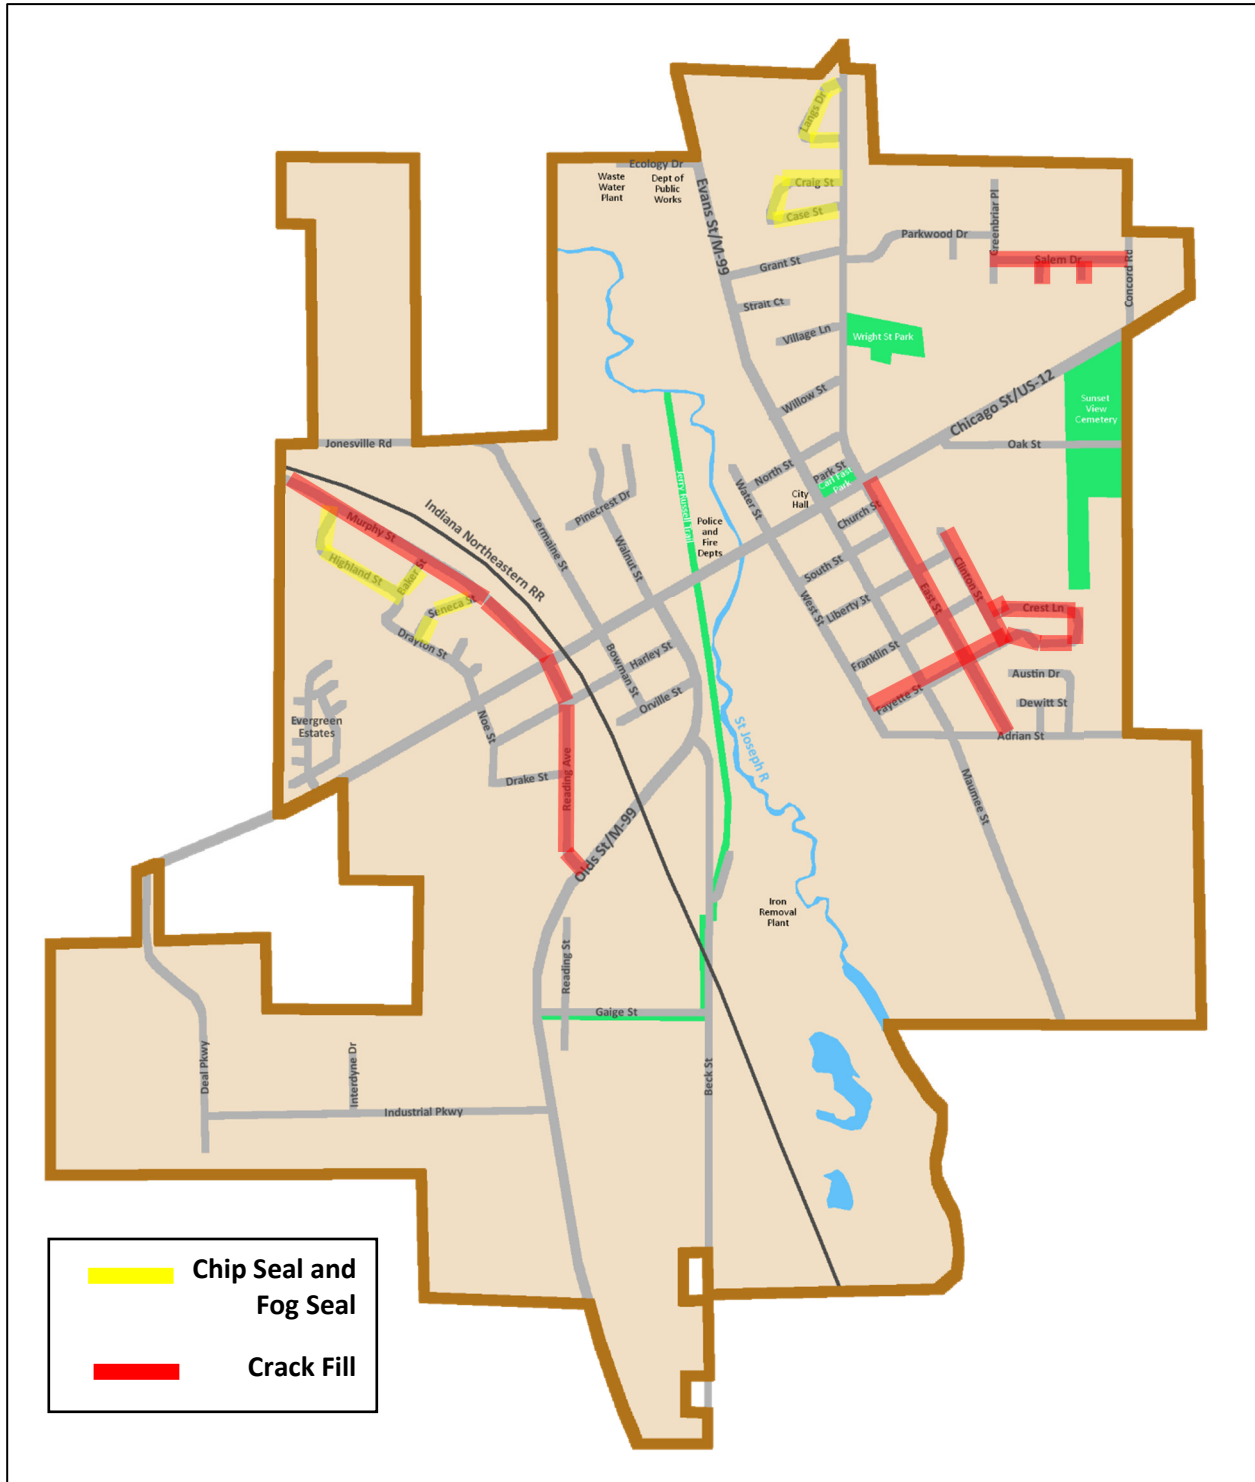 Langs Dr
Ecology Dr
Waste
Water
Plant
Dept of
Public
Works
Evans St/M-99
Craig St
Case St
Greenbriar Pl
Parkwood Dr
Salem Dr
Concord Rd
Grant St
Strait Ct
Village Ln
Wright St Park
Willow St
Chicago St/US-12
Sunset
View
Cemetery
Oak St
Jonesville Rd
North St
Park St
Carl Fast
Park
City
Hall
Water St
Church St
Jerry Russell Trail
Police
and
Fire
Depts
Pinecrest Dr
Walnut St
Jermaine St
Indiana Northeastern RR
Murphy St
Highland St
Baker St
Seneca St
Drayton St
South St
Liberty St
West St
Franklin St
Fayette St
East St
Clinton St
Crest Ln
Austin Dr
Dewitt St
Adrian St
Maumee St
Harley St
Bowman St
Orville St
Evergreen
Estates
Noe St
Drake St
Reading Ave
Olds St/M-99
St Joseph R
Iron
Removal
Plant
Reading St
Gaige St
Beck St
Deal Pkwy
Interdyne Dr
Industrial Pkwy
Chip Seal and
Fog Seal
Crack Fill